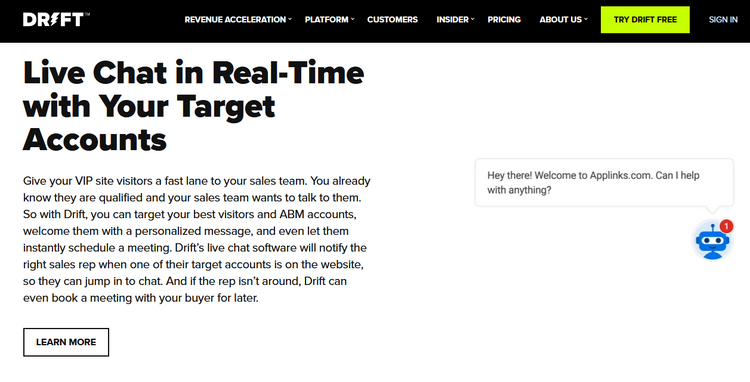 DRIFT™ REVENUE ACCELERATION PLATFORM CUSTOMERS INSIDER PRICING ABOUT US TRY DRIFT FREE SIGN IN
Live Chat in Real-Time
with Your Target
Accounts
Give your VIP site visitors a fast lane to your sales team. You already
know they are qualified and your sales team wants to talk to them.
So with Drift, you can target your best visitors and ABM accounts,
welcome them with a personalized message, and even let them
instantly schedule a meeting. Drift’s live chat software will notify the
right sales rep when one of their target accounts is on the website,
so they can jump in to chat. And if the rep isn’t around, Drift can
even book a meeting with your buyer for later.
LEARN MORE
Hey there! Welcome to Applinks.com. Can I help
with anything?
1